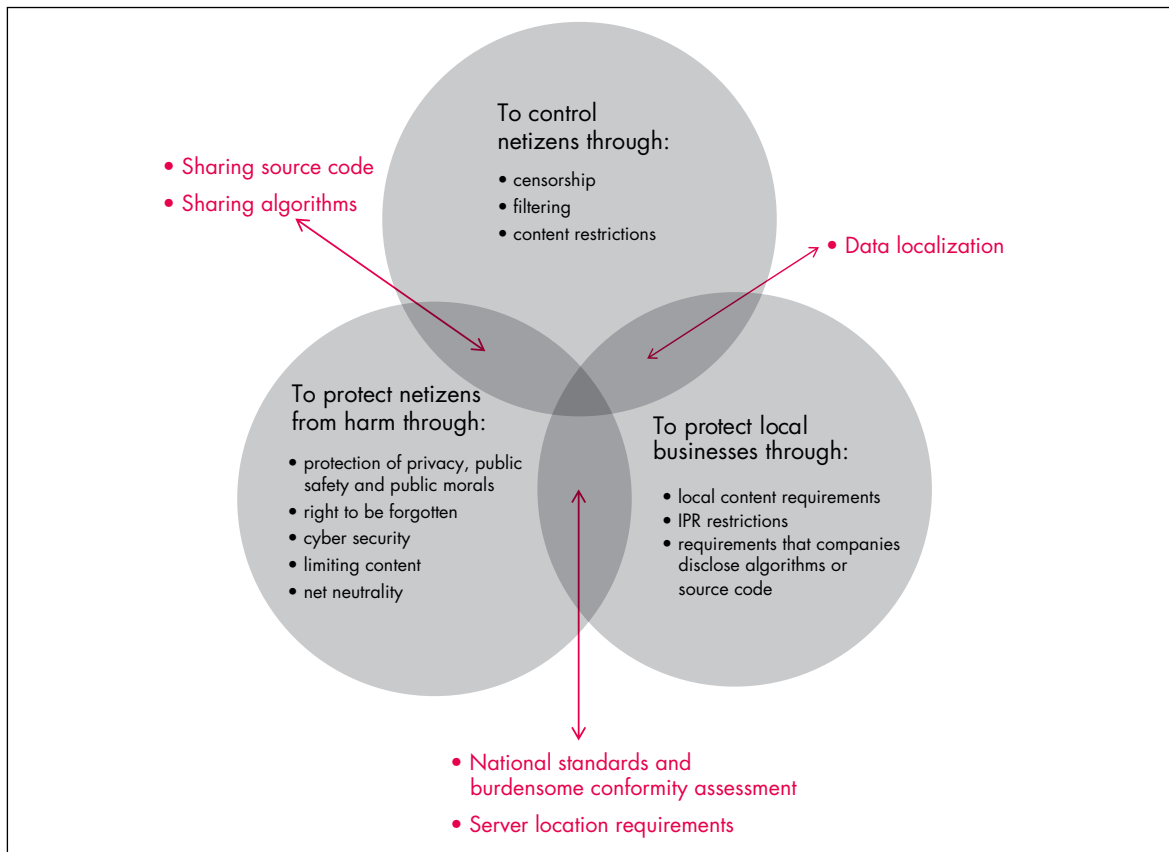 To control
netizens through:
• censorship
• filtering
• content restrictions
• Sharing source code
• Sharing algorithms
• Data localization
To protect netizens
from harm through:
• protection of privacy, public
safety and public morals
• right to be forgotten
• cyber security
• limiting content
• net neutrality
To protect local
businesses through:
• local content requirements
• IPR restrictions
• requirements that companies
disclose algorithms or
source code
• National standards and
burdensome conformity assessment
• Server location requirements